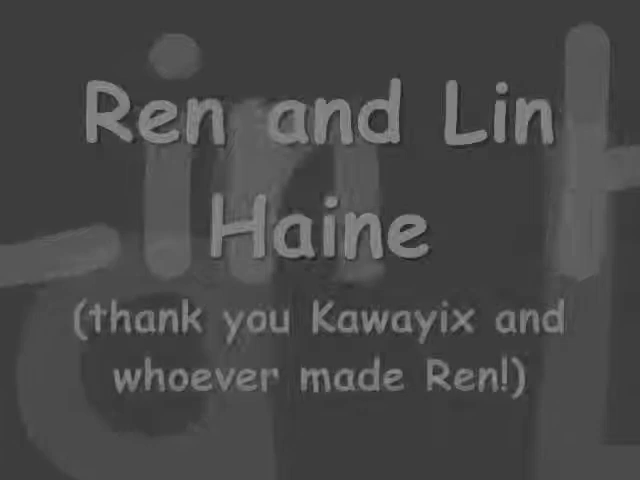 Ren and Lin
Haine
(thank you Kawayix and
whoever made Ren!)